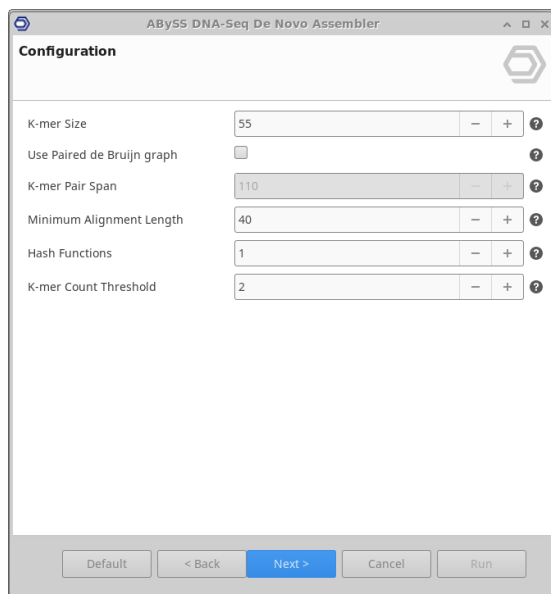 ABySS DNA-Seq De Novo Assembler
Configuration
K-mer Size 55 − + ?
Use Paired de Bruijn graph ?
K-mer Pair Span 110 − + ?
Minimum Alignment Length 40 − + ?
Hash Functions 1 − + ?
K-mer Count Threshold 2 − + ?
Default < Back Next > Cancel Run